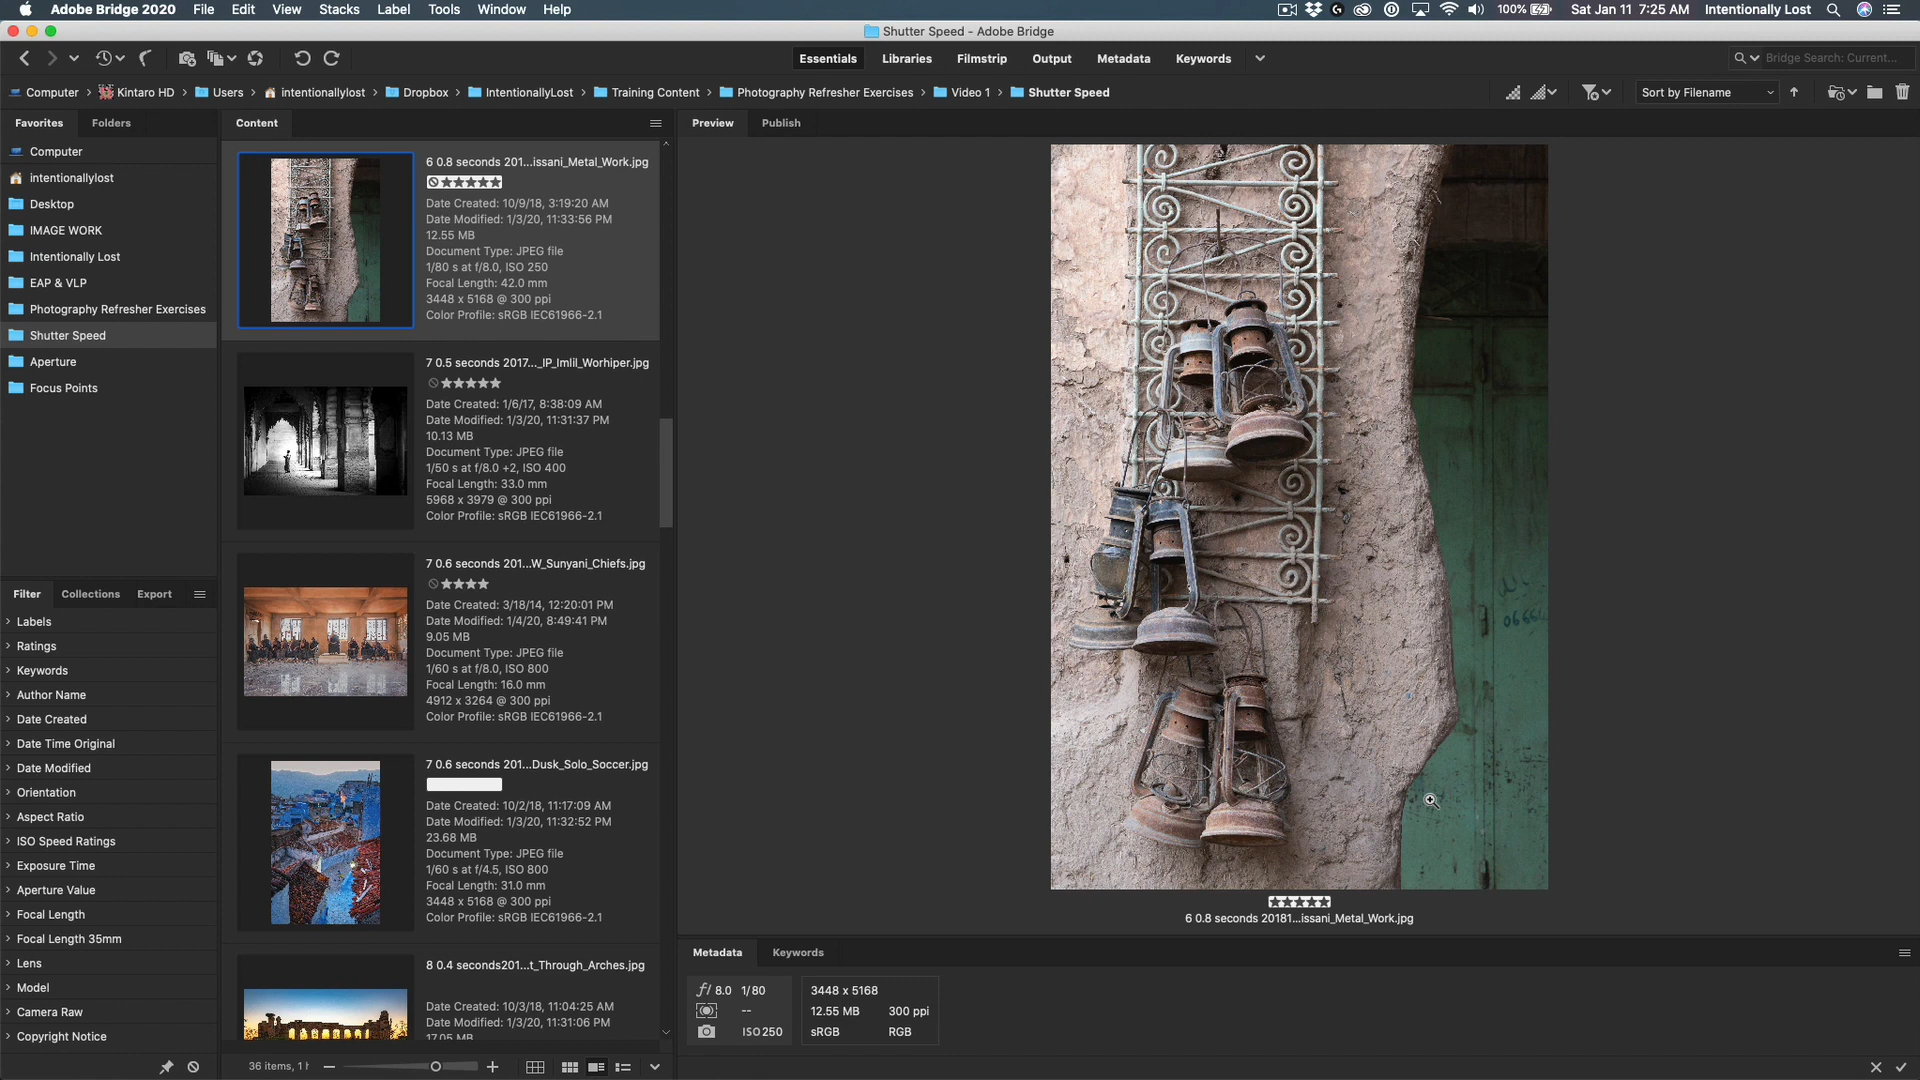 Adobe Bridge 2020 File Edit View Stacks Label Tools Window Help 100% Sat Jan 11 7:25 AM Intentionally Lost
Shutter Speed - Adobe Bridge
Essentials Libraries Filmstrip Output Metadata Keywords Bridge Search: Current...
Computer Kintaro HD Users intentionallylost Dropbox IntentionallyLost Training Content Photography Refresher Exercises Video 1 Shutter Speed Sort by Filename
Favorites Folders
Computer
intentionallylost
Desktop
IMAGE WORK
Intentionally Lost
EAP & VLP
Photography Refresher Exercises
Shutter Speed
Aperture
Focus Points
Filter Collections Export
Labels
Ratings
Keywords
Author Name
Date Created
Date Time Original
Date Modified
Orientation
Aspect Ratio
ISO Speed Ratings
Exposure Time
Aperture Value
Focal Length
Focal Length 35mm
Lens
Model
Camera Raw
Copyright Notice
Content
6 0.8 seconds 201...issani_Metal_Work.jpg
Date Created: 10/9/18, 3:19:20 AM
Date Modified: 1/3/20, 11:33:56 PM
12.55 MB
Document Type: JPEG file
1/80 s at f/8.0, ISO 250
Focal Length: 42.0 mm
3448 x 5168 @ 300 ppi
Color Profile: sRGB IEC61966-2.1
7 0.5 seconds 2017..._IP_Imlil_Worhiper.jpg
Date Created: 1/6/17, 8:38:09 AM
Date Modified: 1/3/20, 11:31:37 PM
10.13 MB
Document Type: JPEG file
1/50 s at f/8.0 +2, ISO 400
Focal Length: 33.0 mm
5968 x 3979 @ 300 ppi
Color Profile: sRGB IEC61966-2.1
7 0.6 seconds 201...W_Sunyani_Chiefs.jpg
Date Created: 3/18/14, 12:20:01 PM
Date Modified: 1/4/20, 8:49:41 PM
9.05 MB
Document Type: JPEG file
1/60 s at f/8.0, ISO 800
Focal Length: 16.0 mm
4912 x 3264 @ 300 ppi
Color Profile: sRGB IEC61966-2.1
7 0.6 seconds 201...Dusk_Solo_Soccer.jpg
Date Created: 10/2/18, 11:17:09 AM
Date Modified: 1/3/20, 11:32:52 PM
23.68 MB
Document Type: JPEG file
1/60 s at f/4.5, ISO 800
Focal Length: 31.0 mm
3448 x 5168 @ 300 ppi
Color Profile: sRGB IEC61966-2.1
8 0.4 seconds201...t_Through_Arches.jpg
Date Created: 10/3/18, 11:04:25 AM
Date Modified: 1/3/20, 11:31:06 PM
17.05 MB
36 items, 1
Preview Publish
6 0.8 seconds 20181...issani_Metal_Work.jpg
Metadata Keywords
f/ 8.0 1/80
--
ISO250
3448 x 5168
12.55 MB 300 ppi
sRGB RGB